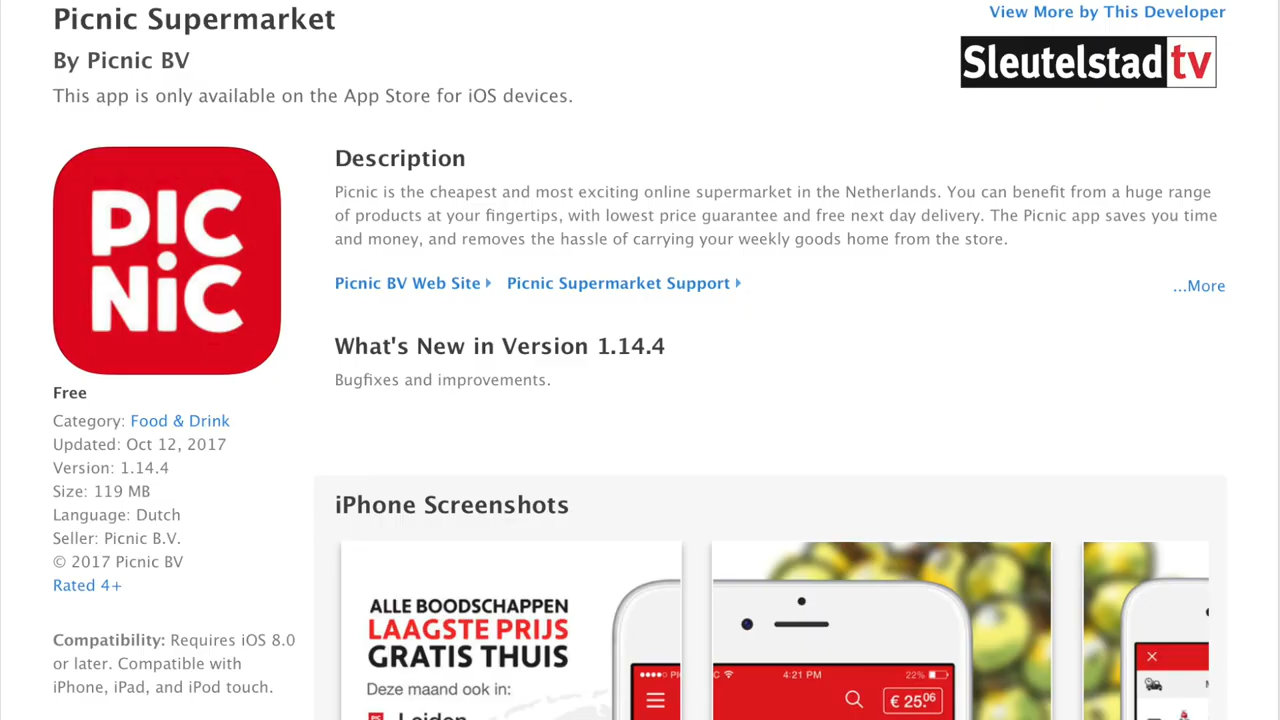 Picnic Supermarket
View More by This Developer
By Picnic BV
Sleutelstad tv
This app is only available on the App Store for iOS devices.
PIC
NiC
Free
Category: Food & Drink
Updated: Oct 12, 2017
Version: 1.14.4
Size: 119 MB
Language: Dutch
Seller: Picnic B.V.
© 2017 Picnic BV
Rated 4+
Compatibility: Requires iOS 8.0
or later. Compatible with
iPhone, iPad, and iPod touch.
Description
Picnic is the cheapest and most exciting online supermarket in the Netherlands. You can benefit from a huge range
of products at your fingertips, with lowest price guarantee and free next day delivery. The Picnic app saves you time
and money, and removes the hassle of carrying your weekly goods home from the store.
Picnic BV Web Site
Picnic Supermarket Support
...More
What's New in Version 1.14.4
Bugfixes and improvements.
iPhone Screenshots
ALLE BOODSCHAPPEN
LAAGSTE PRIJS
GRATIS THUIS
Deze maand ook in:
Leiden
4:21 PM
22%
€ 25.06